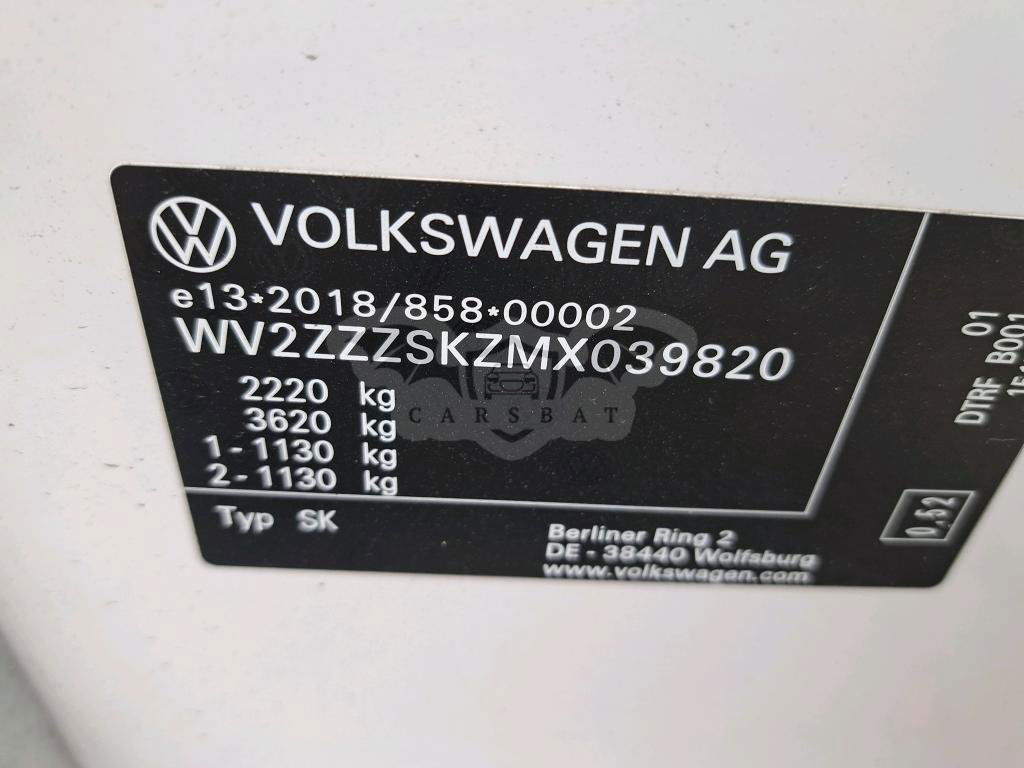 VOLKSWAGEN AG
e13*2018/858*00002
WV2ZZZSKZMX039820
2220 kg
3620 kg
1-1130 kg
2-1130 kg
CARSBAT
Typ SK
Berliner Ring 2
DE - 38440 Wolfsburg
www.volkswagen.com
01
DTRF B001
0,52